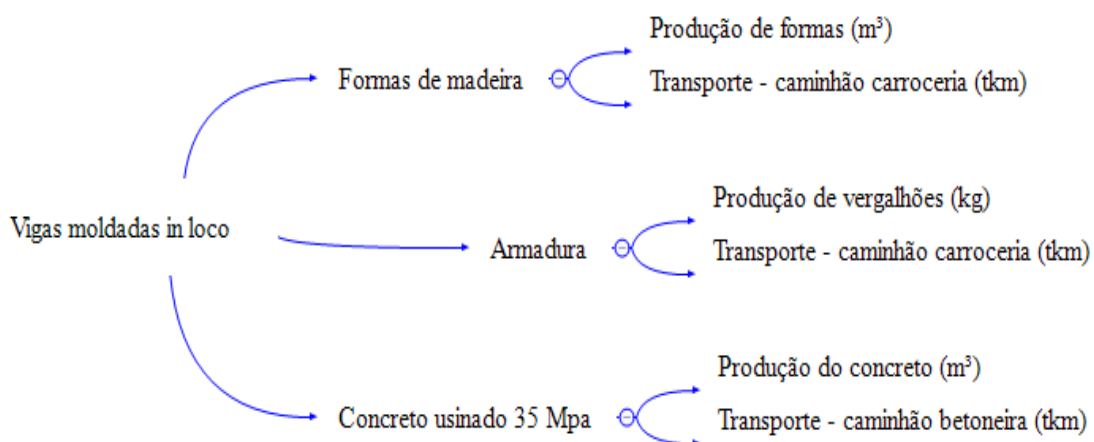 Produção de formas (m³)
Formas de madeira
Transporte - caminhão carroceria (tkm)
Produção de vergalhões (kg)
Vigas moldadas in loco
Armadura
Transporte - caminhão carroceria (tkm)
Produção do concreto (m³)
Concreto usinado 35 Mpa
Transporte - caminhão betoneira (tkm)